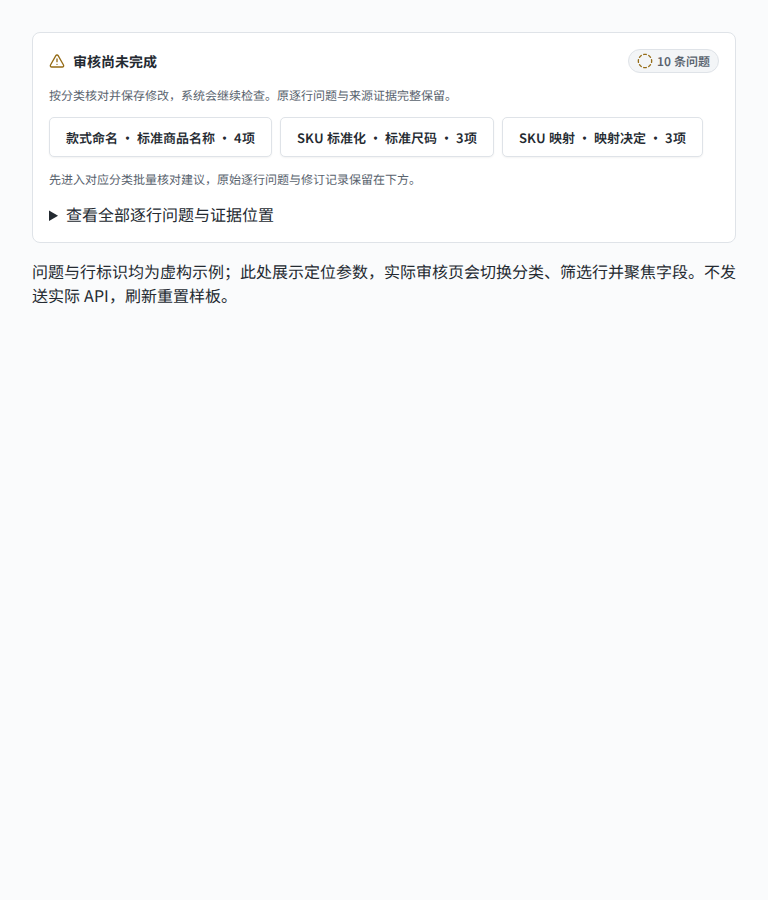 审核尚未完成
10 条问题
按分类核对并保存修改，系统会继续检查。原逐行问题与来源证据完整保留。
款式命名 · 标准商品名称 · 4项
SKU 标准化 · 标准尺码 · 3项
SKU 映射 · 映射决定 · 3项
先进入对应分类批量核对建议，原始逐行问题与修订记录保留在下方。
查看全部逐行问题与证据位置
问题与行标识均为虚构示例；此处展示定位参数，实际审核页会切换分类、筛选行并聚焦字段。不发
送实际 API，刷新重置样板。